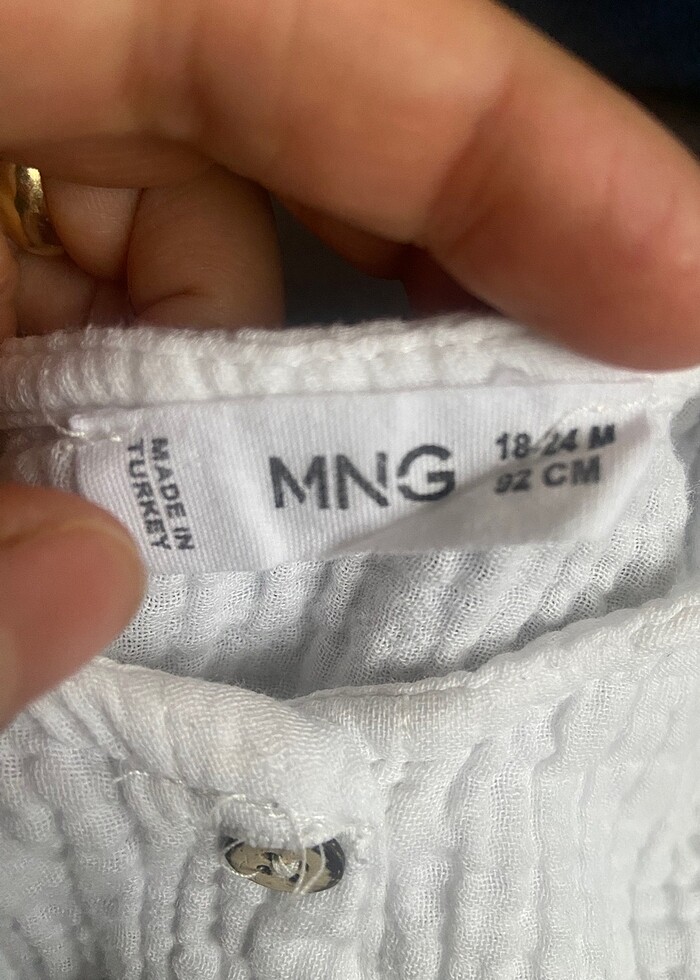 MADE IN
TURKEY
MNG
18-24 M
92 CM